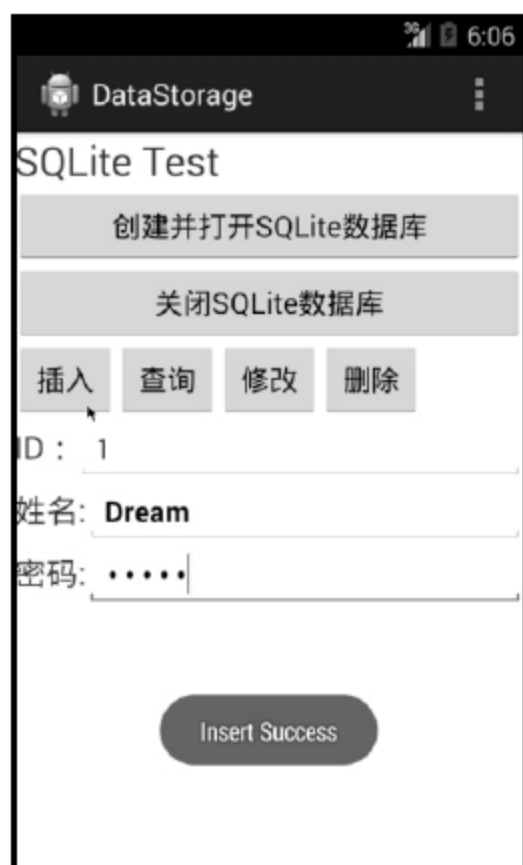 3G 6:06
DataStorage
SQLite Test
创建并打开SQLite数据库
关闭SQLite数据库
插入 查询 修改 删除
ID： 1
姓名: Dream
密码: •••••
Insert Success